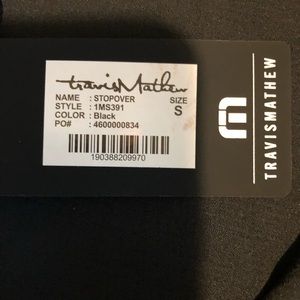 travisMathew
NAME : STOPOVER
STYLE : 1MS391
COLOR : Black
PO# : 4600000834
SIZE
S
190388209970
TRAVISMATHEW